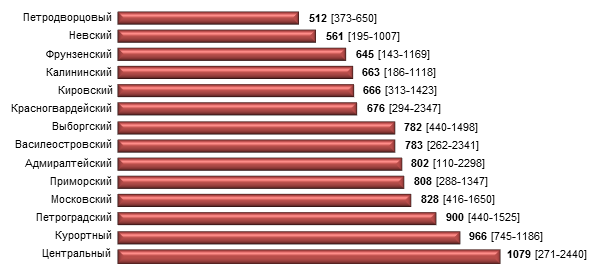 Петродворцовый 512 [373-650]
Невский 561 [195-1007]
Фрунзенский 645 [143-1169]
Калининский 663 [186-1118]
Кировский 666 [313-1423]
Красногвардейский 676 [294-2347]
Выборгский 782 [440-1498]
Василеостровский 783 [262-2341]
Адмиралтейский 802 [110-2298]
Приморский 808 [288-1347]
Московский 828 [416-1650]
Петроградский 900 [440-1525]
Курортный 966 [745-1186]
Центральный 1079 [271-2440]